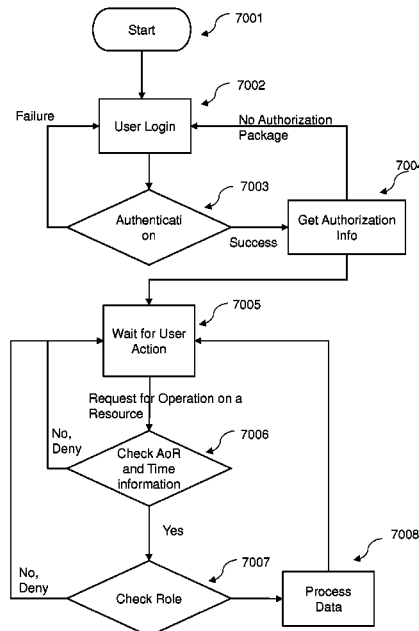 Start
7001
7002
Failure
User Login
No Authorization
Package
7003
7004
Authenticati
on
Success
Get Authorization
Info
7005
Wait for User
Action
Request for Operation on a
Resource
No,
Deny
7006
Check AoR
and Time
information
Yes
7007
7008
No,
Deny
Check Role
Process
Data